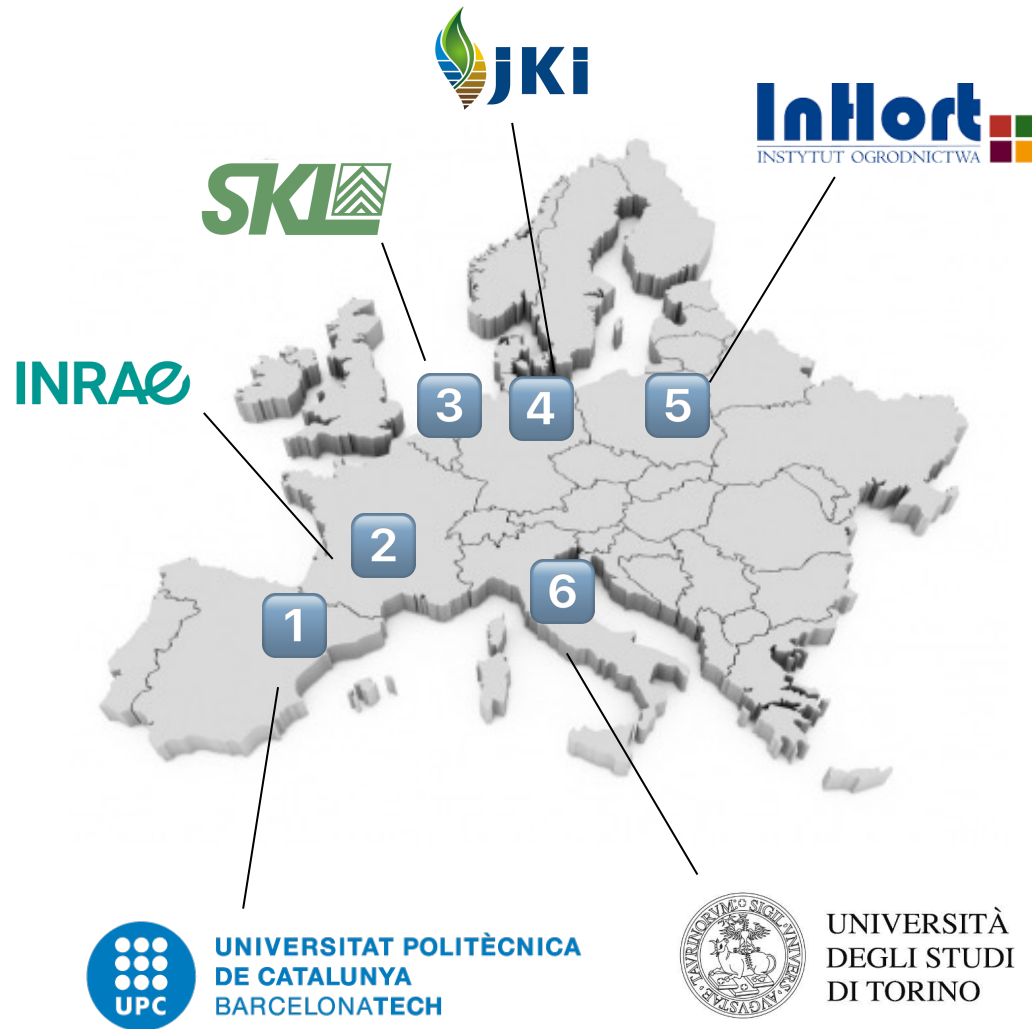 jKi
InHort
INSTYTUT OGRODNICTWA
SKL
INRAE
3
4
5
2
6
1
UPC
UNIVERSITAT POLITÈCNICA
DE CATALUNYA
BARCELONATECH
UNIVERSITÀ
DEGLI STUDI
DI TORINO